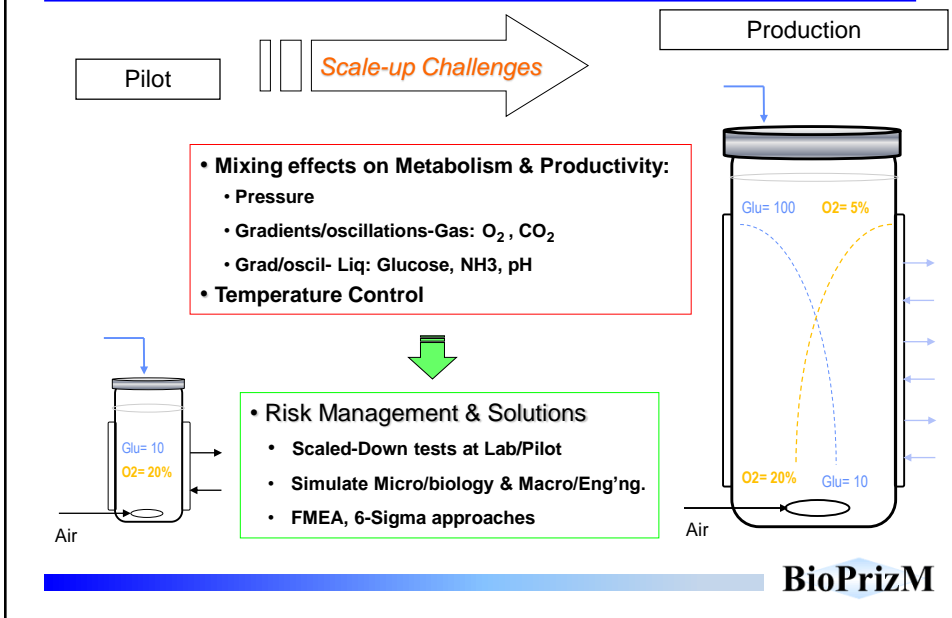 Production
Pilot
Scale-up Challenges
• Mixing effects on Metabolism & Productivity:
• Pressure
• Gradients/oscillations-Gas: O2 , CO2
• Grad/oscil- Liq: Glucose, NH3, pH
• Temperature Control
Glu= 100 O2= 5%
• Risk Management & Solutions
• Scaled-Down tests at Lab/Pilot
• Simulate Micro/biology & Macro/Eng'ng.
• FMEA, 6-Sigma approaches
Glu= 10
O2= 20%
Air
O2= 20% Glu= 10
Air
BioPrizM